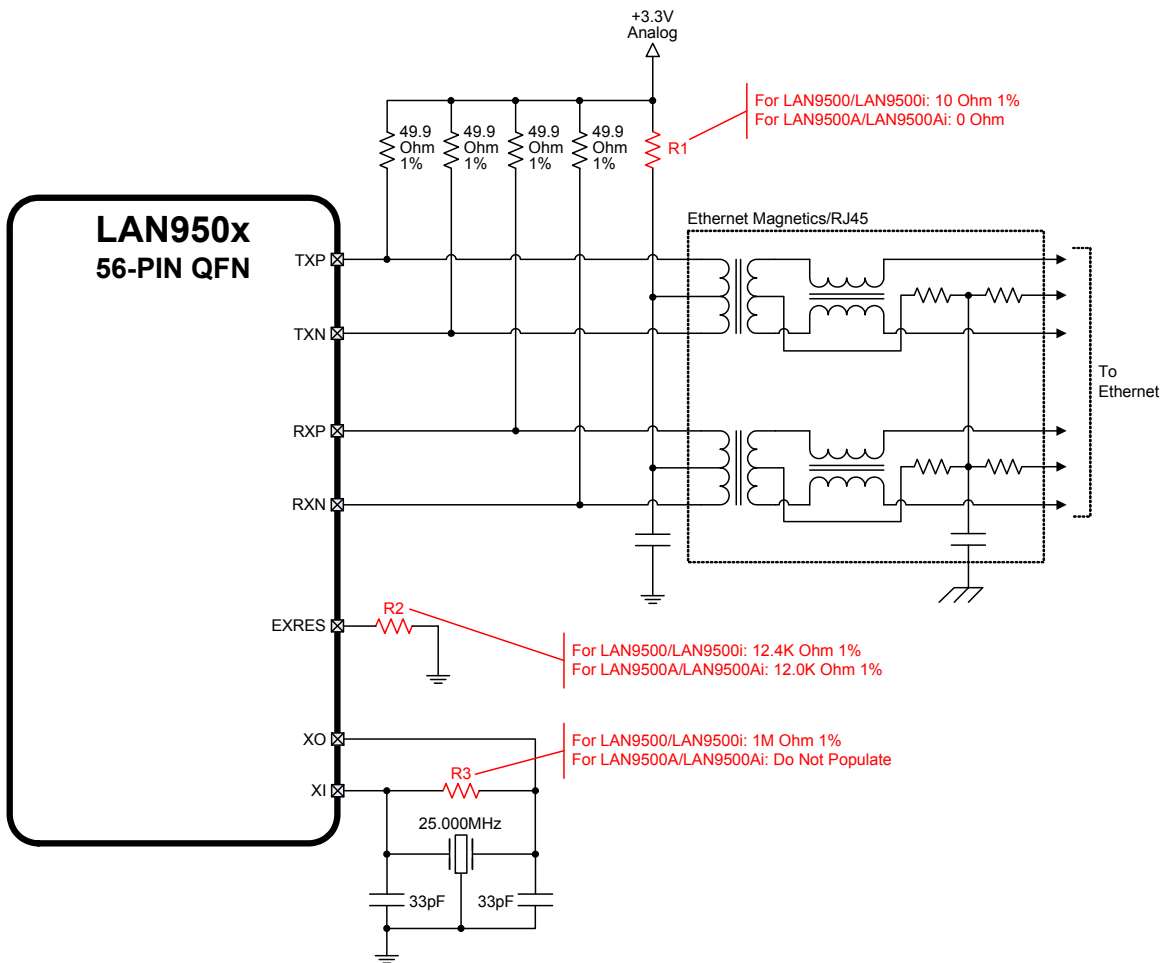 +3.3V
Analog
For LAN9500/LAN9500i: 10 Ohm 1%
For LAN9500A/LAN9500Ai: 0 Ohm
49.9
Ohm
1%
49.9
Ohm
1%
49.9
Ohm
1%
49.9
Ohm
1%
R1
LAN950x
56-PIN QFN
Ethernet Magnetics/RJ45
TXP
TXN
To
Ethernet
RXP
RXN
EXRES
R2
For LAN9500/LAN9500i: 12.4K Ohm 1%
For LAN9500A/LAN9500Ai: 12.0K Ohm 1%
XO
For LAN9500/LAN9500i: 1M Ohm 1%
For LAN9500A/LAN9500Ai: Do Not Populate
R3
XI
25.000MHz
33pF
33pF